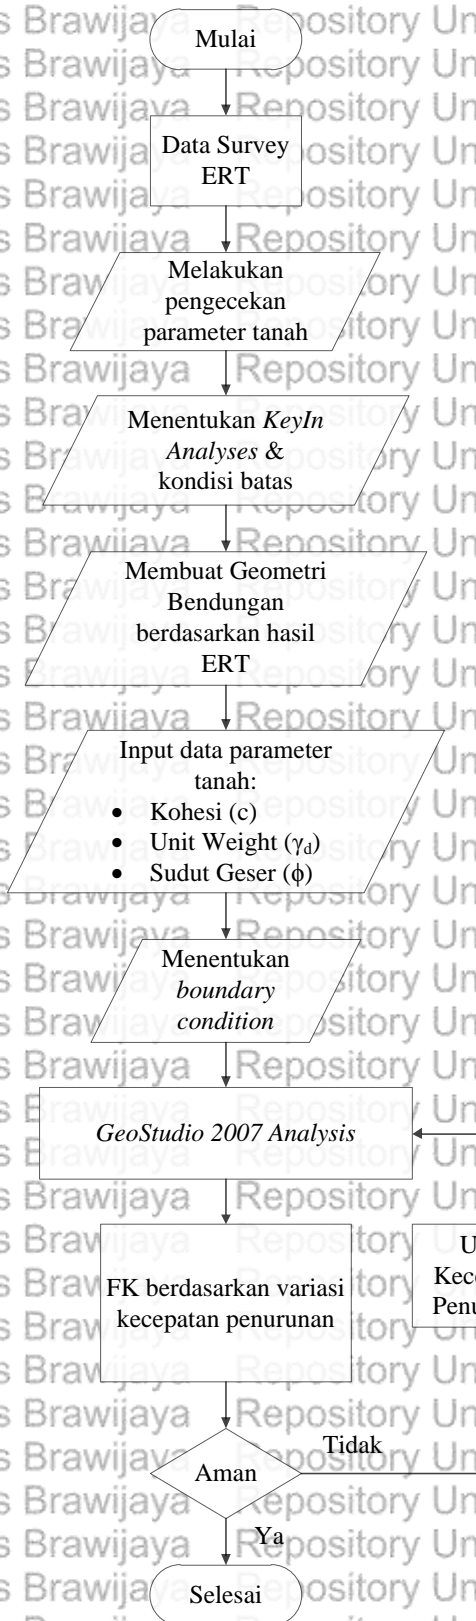 Mulai
Data Survey
ERT
Melakukan
pengecekan
parameter tanah
Menentukan KeyIn
Analyses &
kondisi batas
Membuat Geometri
Bendungan
berdasarkan hasil
ERT
Input data parameter
tanah:
• Kohesi (c)
• Unit Weight (γd)
• Sudut Geser (ϕ)
Menentukan
boundary
condition
GeoStudio 2007 Analysis
FK berdasarkan variasi
kecepatan penurunan
Aman
Tidak
Ya
Selesai